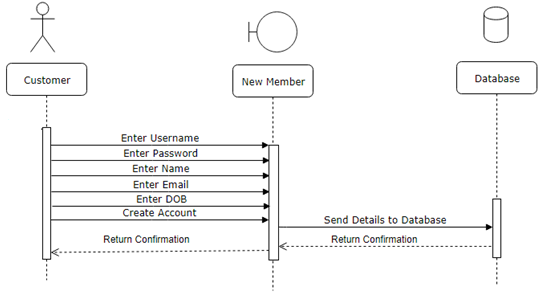 Customer
New Member
Database
Enter Username
Enter Password
Enter Name
Enter Email
Enter DOB
Create Account
Send Details to Database
Return Confirmation
Return Confirmation